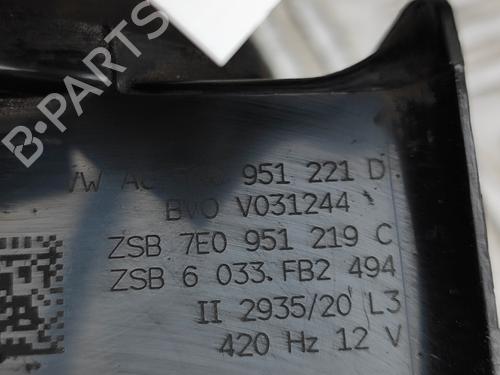 B-PARTS
VW AG 951 221 D
BVO V031244
ZSB 7E0 951 219 C
ZSB 6 033.FB2 494
II 2935/20 L3
420 Hz 12 V